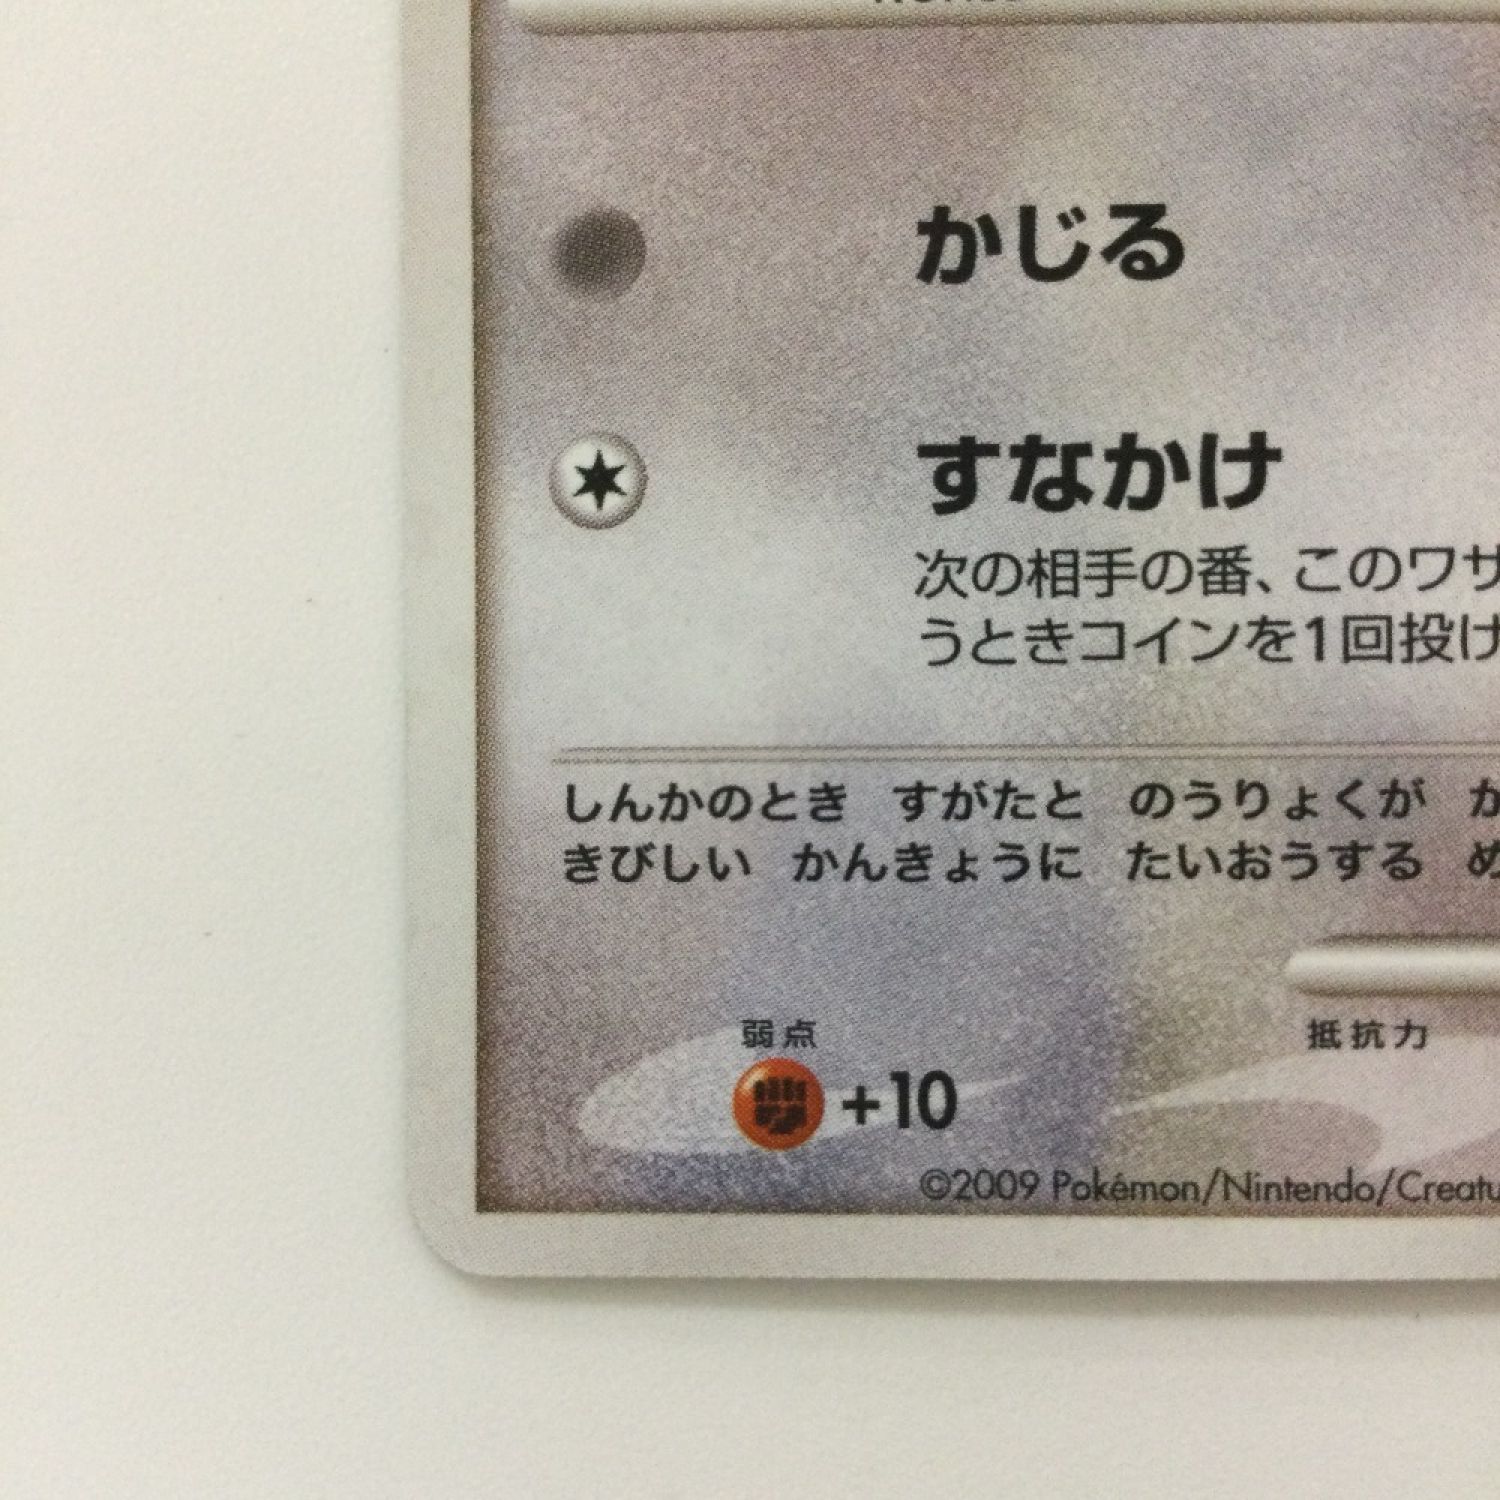 かじる
すなかけ
次の相手の番、このワザ
うときコイン​を1回投げ
しんかのとき すがたと のうりょくが か
きびしい かんきょうに たいおうする め
弱点
抵抗力
+10
©2009 Pokémon/Nintendo/Creatu